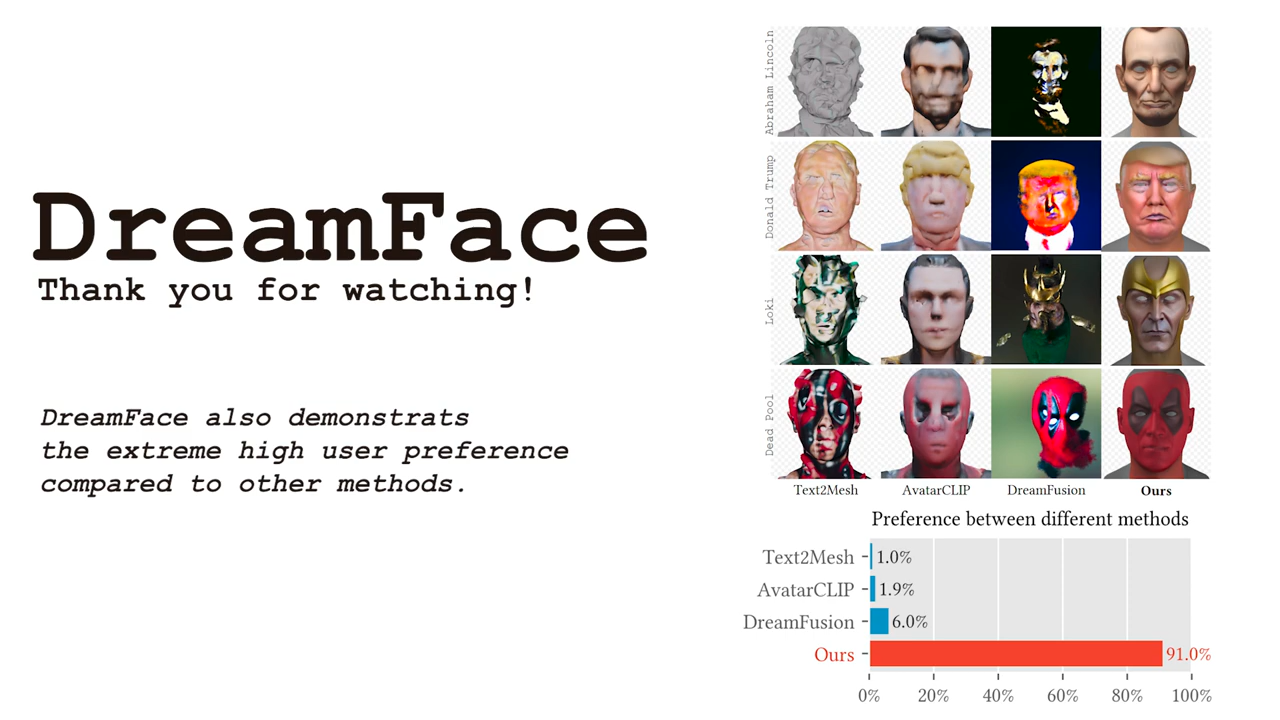 DreamFace
Thank you for watching!
DreamFace also demonstrats
the extreme high user preference
compared to other methods.
Abraham Lincoln
Donald Trump
Loki
Dead Pool
Text2Mesh AvatarCLIP DreamFusion Ours
Preference between different methods
Text2Mesh 1.0%
AvatarCLIP 1.9%
DreamFusion 6.0%
Ours 91.0%
0% 20% 40% 60% 80% 100%